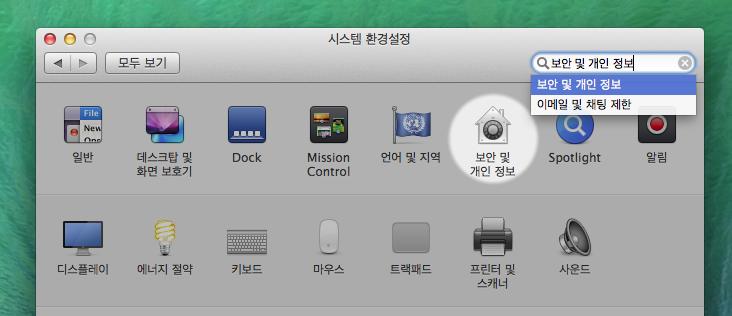 시스템 환경설정
모두 보기
보안 및 개인 정보
보안 및 개인 정보
이메일 및 채팅 제한
File
New
Ope
일반
데스크탑 및
화면 보호기
Dock
Mission
Control
언어 및 지역
보안 및
개인 정보
Spotlight
알림
디스플레이
에너지 절약
키보드
마우스
트랙패드
프린터 및
스캐너
사운드